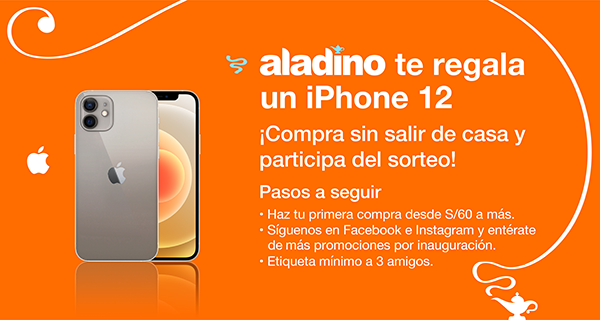 aladino te regala
un iPhone 12
¡Compra sin salir de casa y
participa del sorteo!
Pasos a seguir
• Haz tu primera compra desde S/60 a más.
• Síguenos en Facebook e Instagram y entérate
de más promociones por inauguración.
• Etiqueta mínimo a 3 amigos.